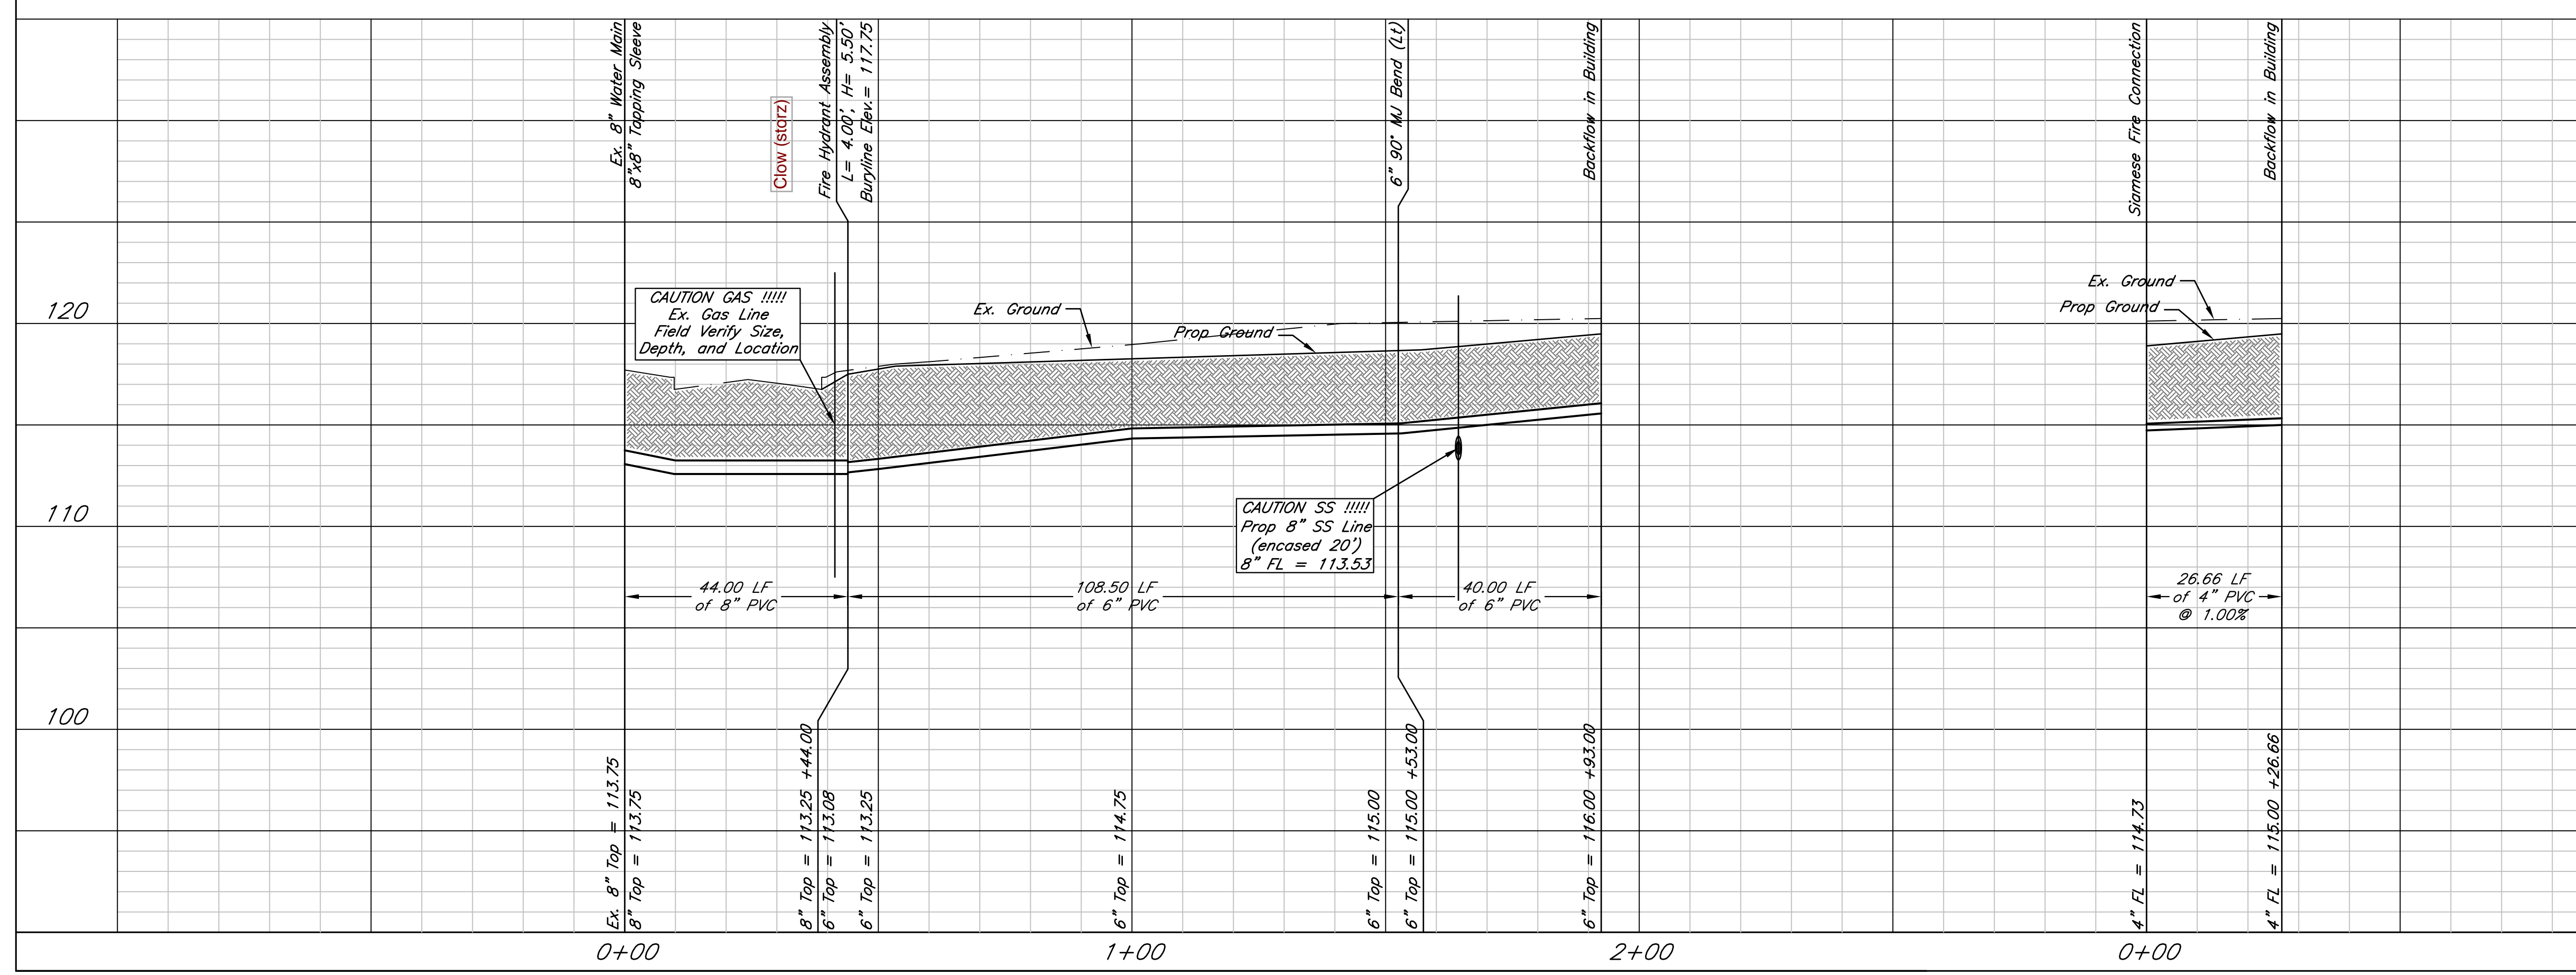 Ex. 8" Water Main
8"x8" Tapping Sleeve
Clow (storz)
Fire Hydrant Assembly
L= 4.00', H= 5.50'
Buryline Elev.= 117.75
6" 90° MJ Bend (Lt)
Backflow in Building
Siamese Fire Connection
Backflow in Building
120
110
100
CAUTION GAS !!!!!
Ex. Gas Line
Field Verify Size,
Depth, and Location
Ex. Ground
Prop Ground
Ex. Ground
Prop Ground
CAUTION SS !!!!!
Prop 8" SS Line
(encased 20')
8" FL = 113.53
44.00 LF
of 8" PVC
108.50 LF
of 6" PVC
40.00 LF
of 6" PVC
26.66 LF
of 4" PVC
@ 1.00%
Ex. 8" Top = 113.75
8" Top = 113.75
8" Top = 113.25 +44.00
6" Top = 113.08
6" Top = 113.25
6" Top = 114.75
6" Top = 115.00
6" Top = 115.00 +53.00
6" Top = 116.00 +93.00
4" FL = 114.73
4" FL = 115.00 +26.66
0+00
1+00
2+00
0+00